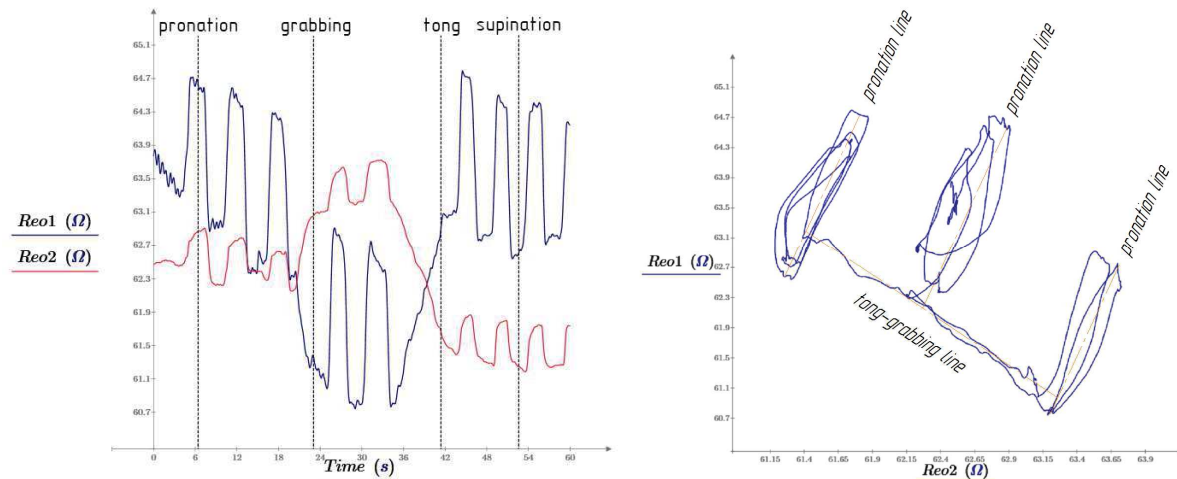 pronation grabbing tong supination
65.1
64.7
64.3
63.9
63.5
63.1
62.7
62.3
61.9
61.5
61.1
60.7
Reo1 (Ω)
Reo2 (Ω)
0 6 12 18 24 30 36 42 48 54 60
Time (s)
pronation line
pronation line
pronation line
tong-grabbing line
65.1
64.7
64.3
63.9
63.5
63.1
62.7
62.3
61.9
61.5
61.1
60.7
Reo1 (Ω)
61.15 61.4 61.65 61.9 62.15 62.4 62.65 62.9 63.15 63.4 63.65 63.9
Reo2 (Ω)